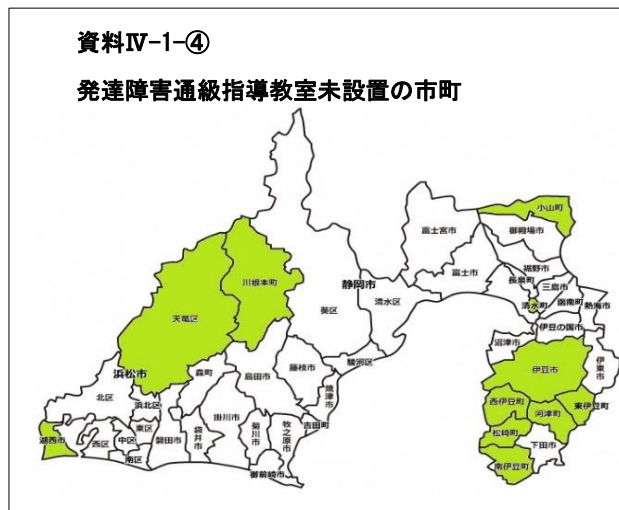 資料Ⅳ-1-④
発達障害通級指導教室未設置の市町
小山町
御殿場市
富士宮市
裾野市
富士市
長泉町
三島市
清水町
函南町
熱海市
伊豆の国市
沼津市
伊豆市
伊東市
西伊豆町
河津町
東伊豆町
松崎町
下田市
南伊豆町
川根本町
静岡市
葵区
清水区
駿河区
天竜区
浜松市
北区
浜北区
森町
島田市
藤枝市
焼津市
掛川市
吉田町
東区
中区
西区
南区
磐田市
袋井市
菊川市
牧之原市
御前崎市
湖西市